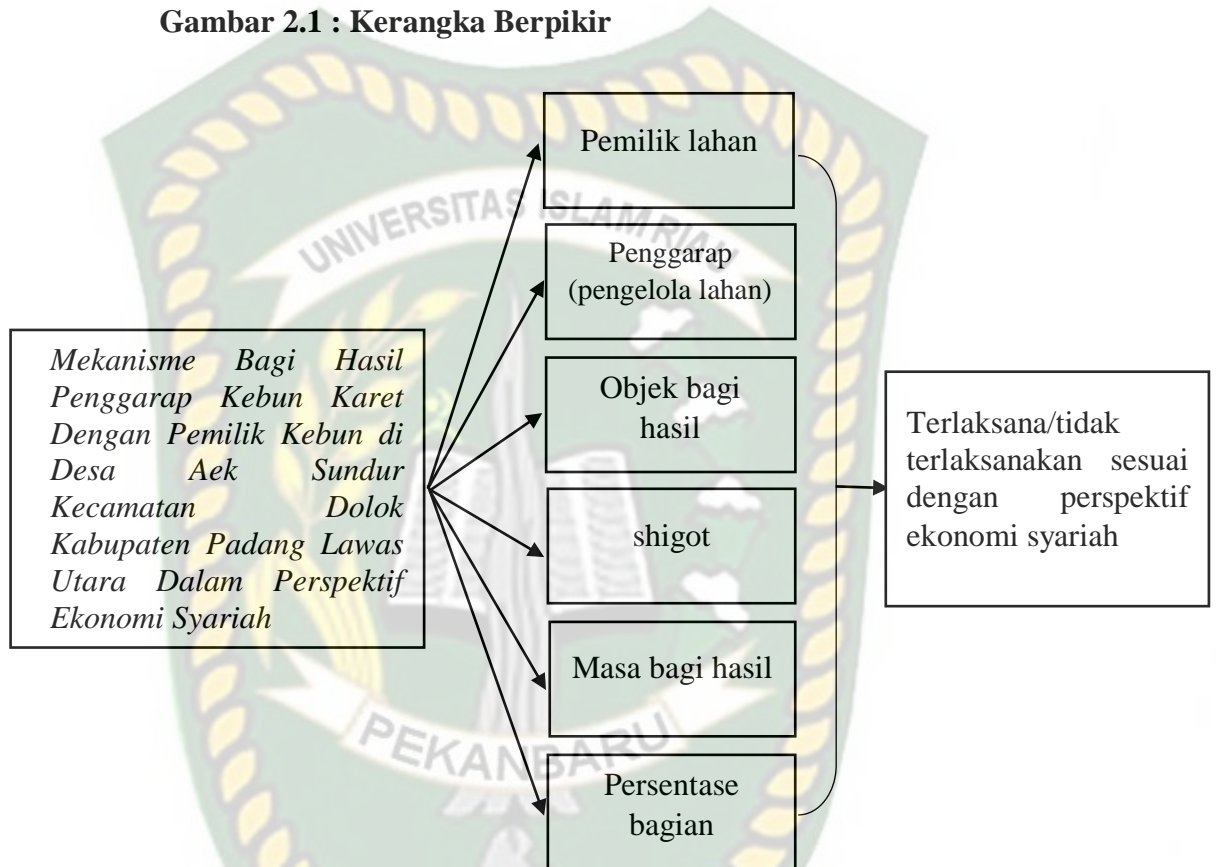 Gambar 2.1 : Kerangka Berpikir
UNIVERSITAS ISLAM RIAU
Mekanisme Bagi Hasil
Penggarap Kebun Karet
Dengan Pemilik Kebun di
Desa Aek Sundur
Kecamatan Dolok
Kabupaten Padang Lawas
Utara Dalam Perspektif
Ekonomi Syariah
Pemilik lahan
Penggarap
(pengelola lahan)
Objek bagi
hasil
shigot
Masa bagi hasil
Persentase
bagian
Terlaksana/tidak
terlaksanakan sesuai
dengan perspektif
ekonomi syariah
PEKANBARU